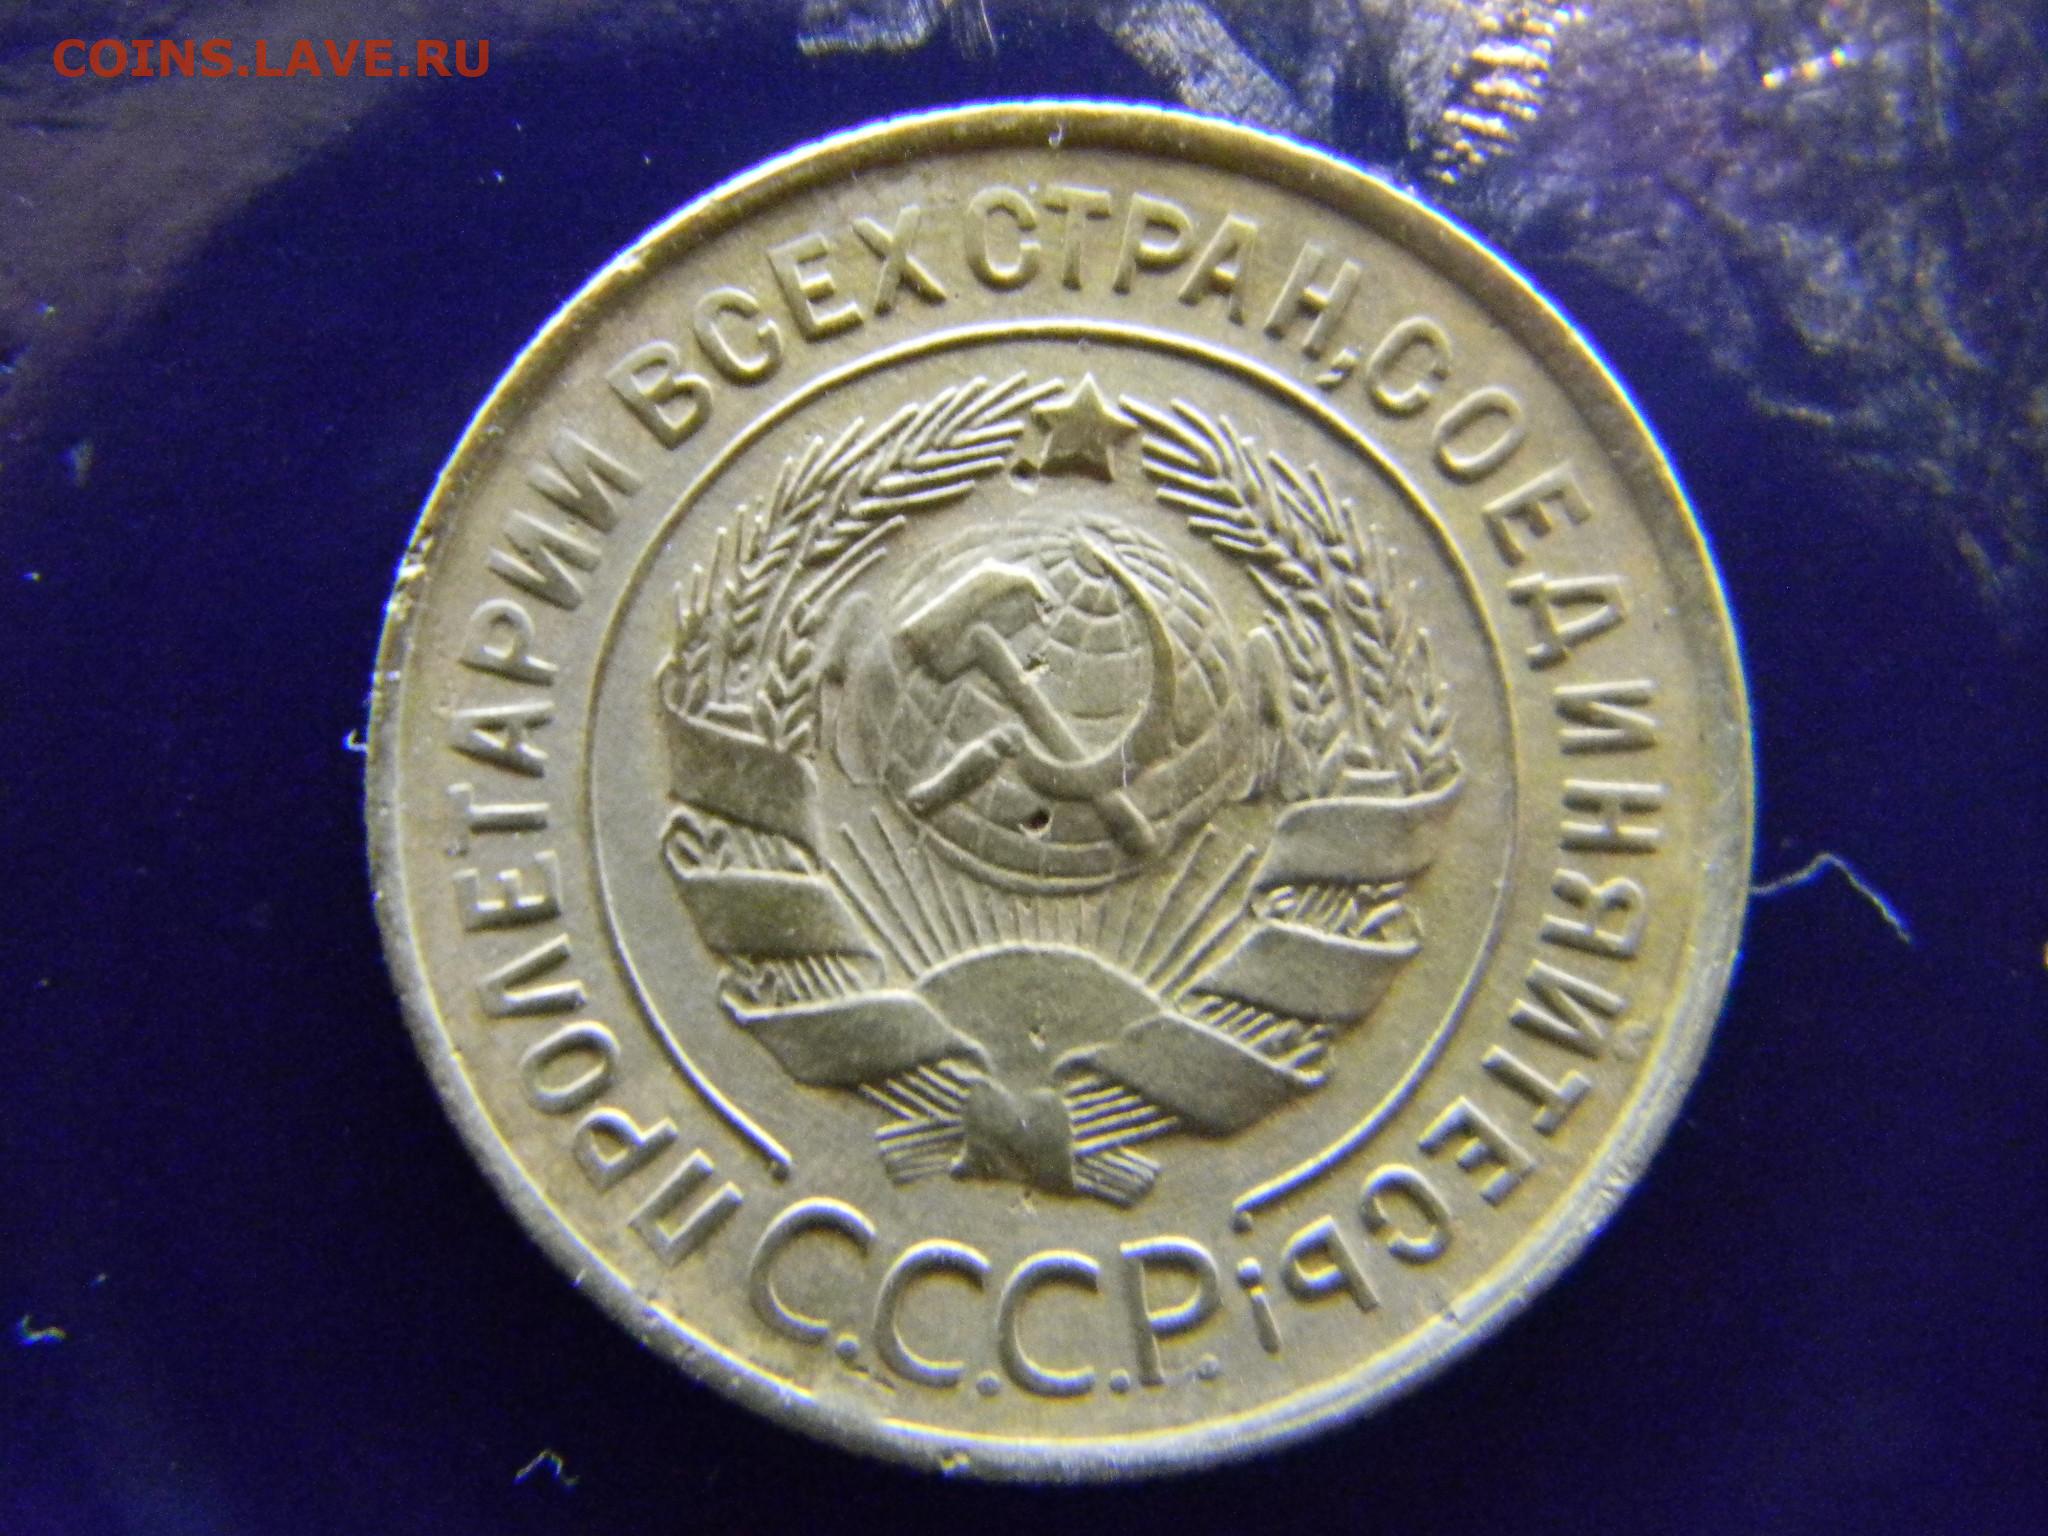 COINS.LAVE.RU
ПРОЛЕТАРИИ ВСЕХ СТРАН, СОЕДИНЯЙТЕСЬ!
С.С.С.Р.